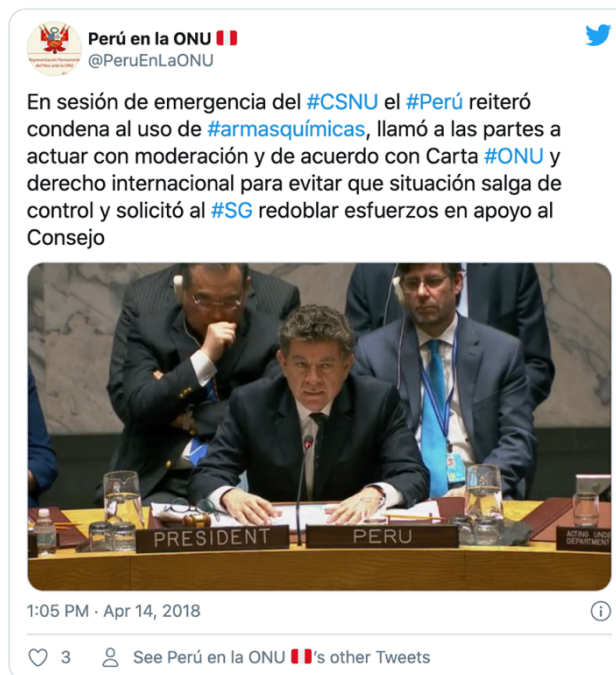 Perú en la ONU 🇵🇪
@PeruEnLaONU
En sesión de emergencia del #CSNU el #Perú reiteró
condena al uso de #armasquímicas, llamó a las partes a
actuar con moderación y de acuerdo con Carta #ONU y
derecho internacional para evitar que situación salga de
control y solicitó al #SG redoblar esfuerzos en apoyo al
Consejo
PRESIDENT
PERU
ACTING UNDE
DEPARTMENT
1:05 PM · Apr 14, 2018
3
See Perú en la ONU 🇵🇪's other Tweets